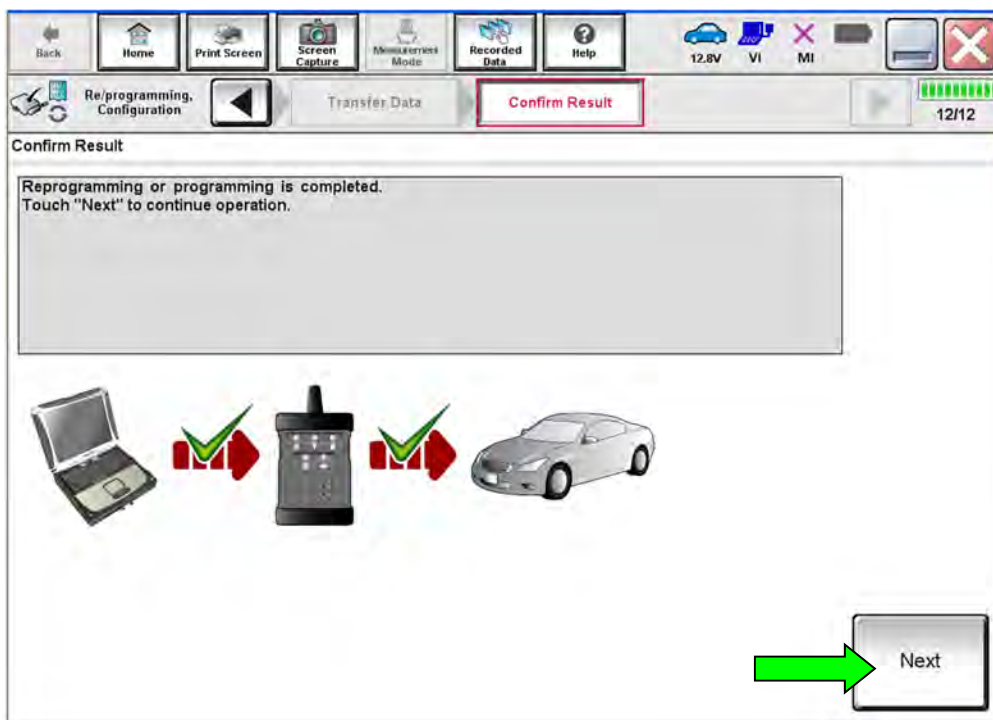 Back
Home
Print Screen
Screen
Capture
Measurement
Mode
Recorded
Data
Help
12.8V
VI
MI
Re/programming,
Configuration
Transfer Data
Confirm Result
12/12
Confirm Result
Reprogramming or programming is completed.
Touch "Next" to continue operation.
Next